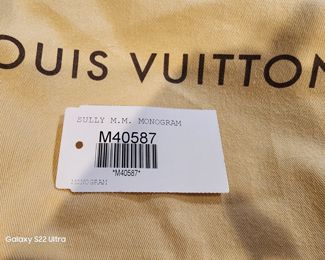 OUIS VUITTON
SULLY M.M. MONOGRAM
M40587
*M40587*
MONOGRAM
Galaxy S22 Ultra